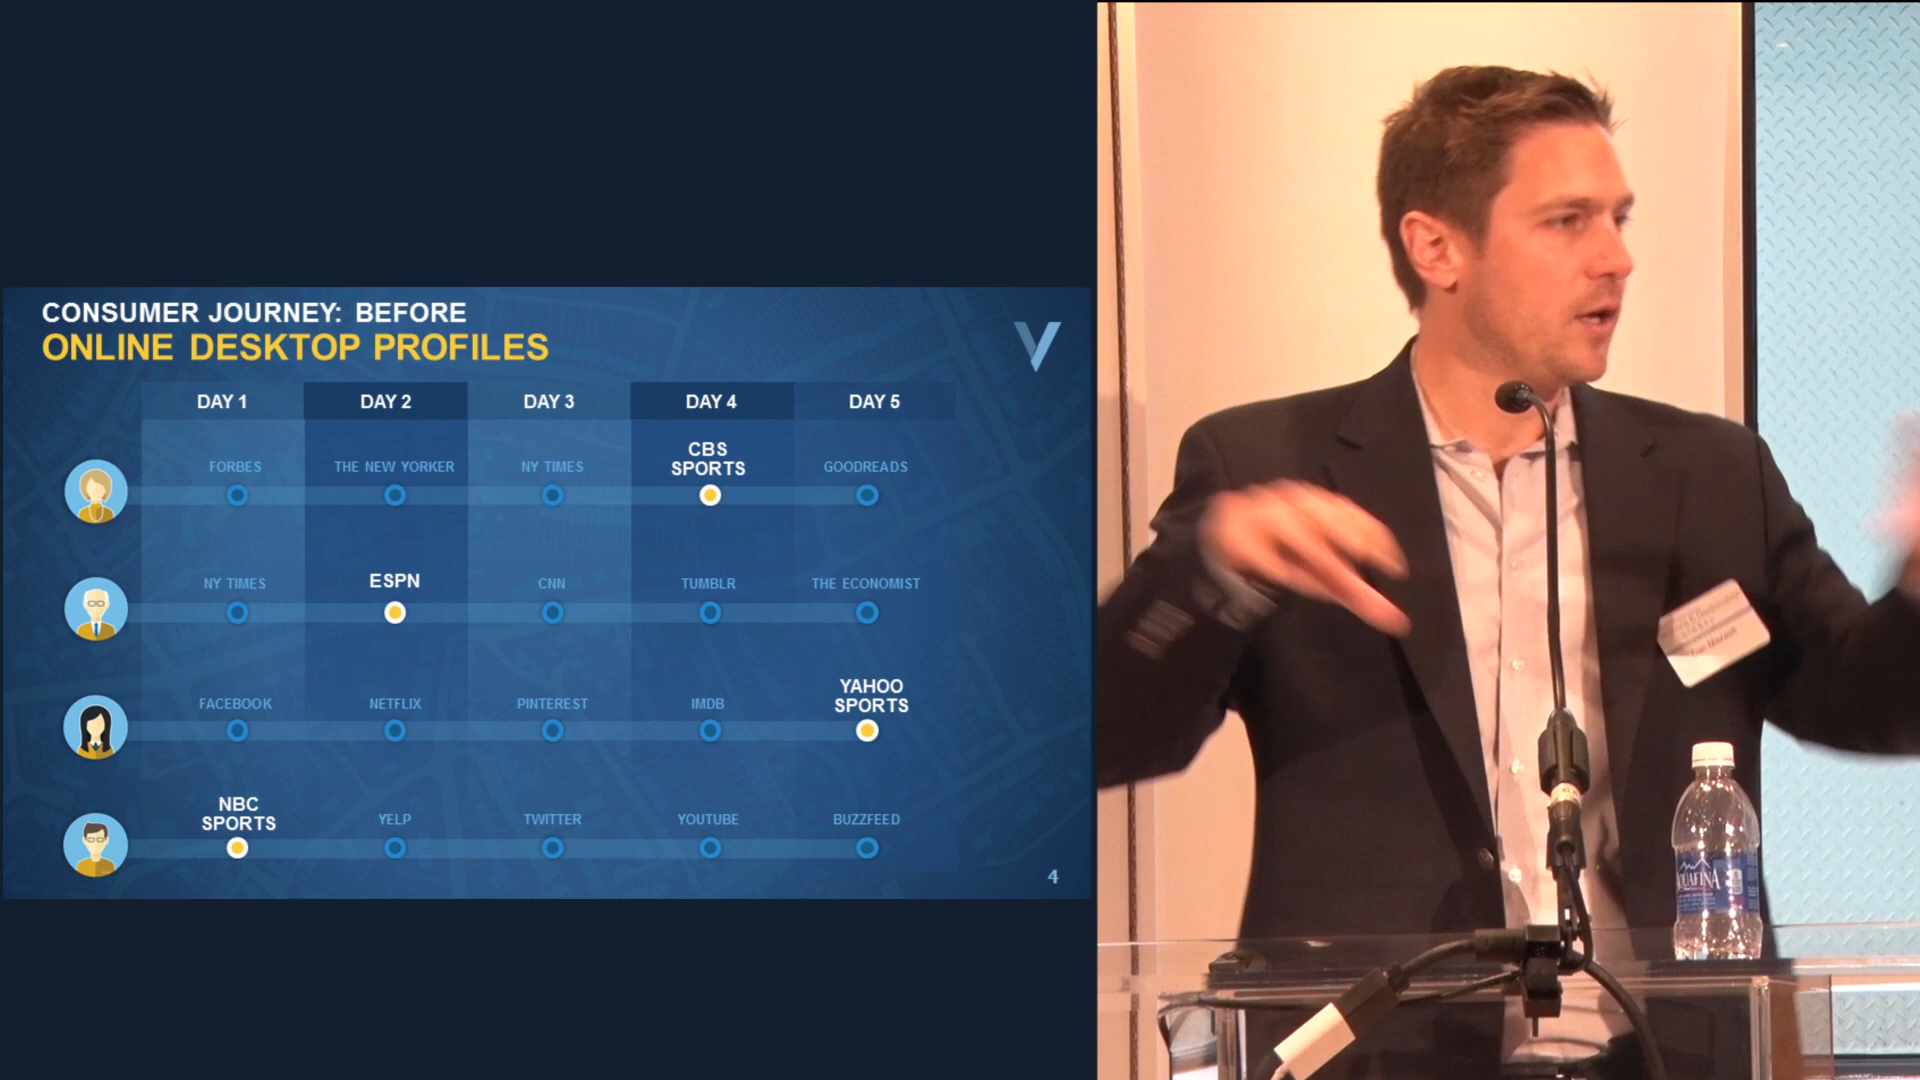 CONSUMER JOURNEY: BEFORE
ONLINE DESKTOP PROFILES
DAY 1 DAY 2 DAY 3 DAY 4 DAY 5
FORBES THE NEW YORKER NY TIMES CBS SPORTS GOODREADS
NY TIMES ESPN CNN TUMBLR THE ECONOMIST
FACEBOOK NETFLIX PINTEREST IMDB YAHOO SPORTS
NBC SPORTS YELP TWITTER YOUTUBE BUZZFEED
4
AQUAFINA